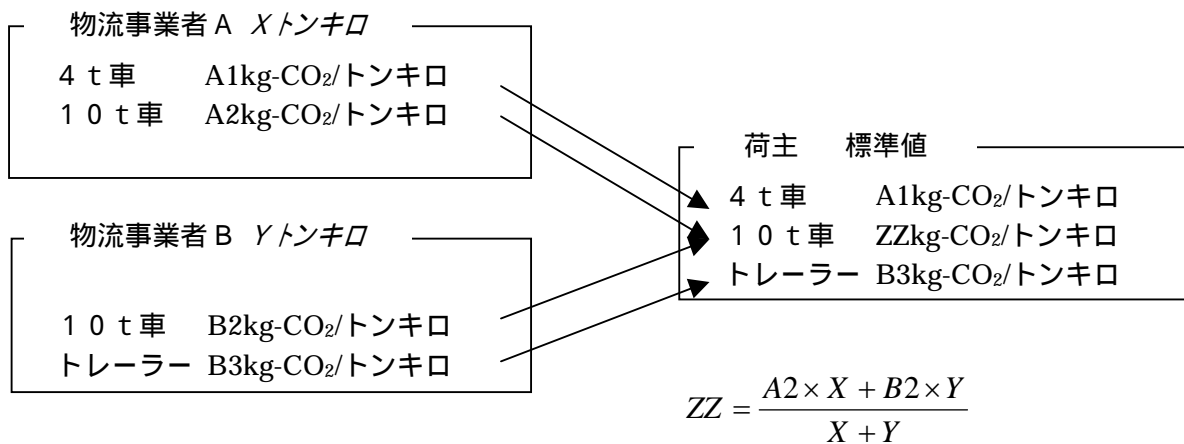 物流事業者A Xトンキロ
４ｔ車 A1kg-CO₂/トンキロ
１０ｔ車 A2kg-CO₂/トンキロ
物流事業者B Yトンキロ
１０ｔ車 B2kg-CO₂/トンキロ
トレーラー B3kg-CO₂/トンキロ
荷主 標準値
４ｔ車 A1kg-CO₂/トンキロ
１０ｔ車 ZZkg-CO₂/トンキロ
トレーラー B3kg-CO₂/トンキロ
ZZ = (A2 × X + B2 × Y) / (X + Y)